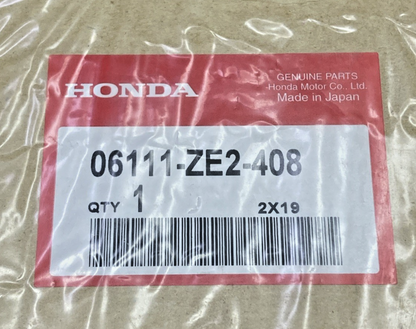 HONDA
GENUINE PARTS
Honda Motor Co., Ltd.
Made in Japan
06111-ZE2-408
QTY 1
2X19